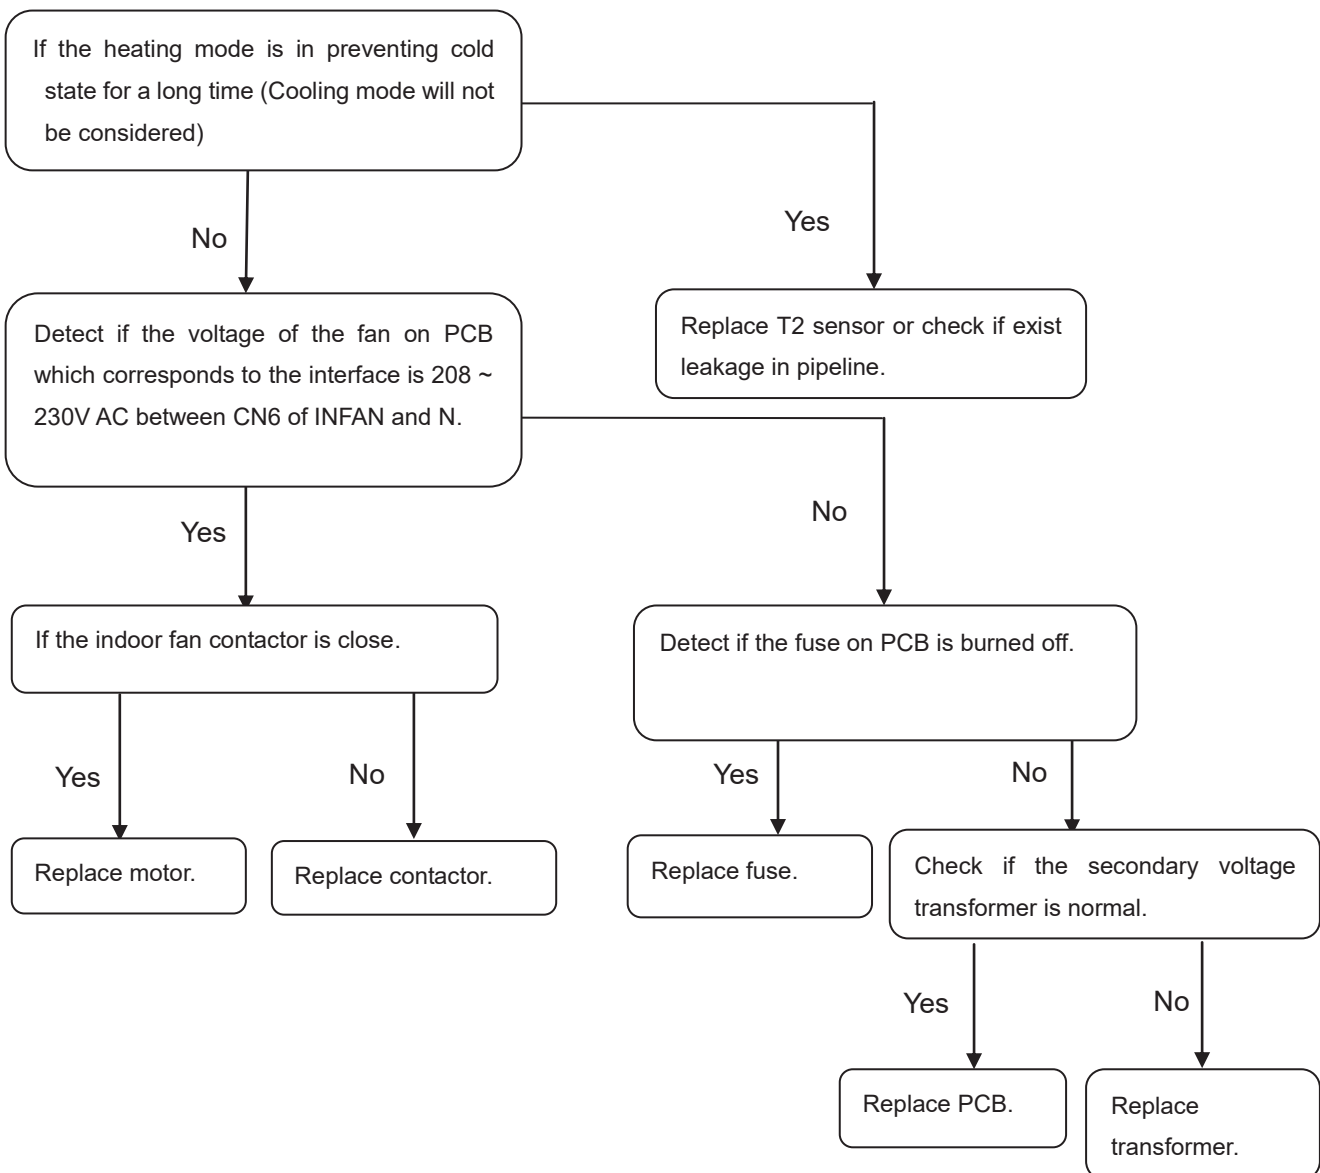 If the heating mode is in preventing cold
state for a long time (Cooling mode will not
be considered)
No
Yes
Detect if the voltage of the fan on PCB
which corresponds to the interface is 208 ~
230V AC between CN6 of INFAN and N.
Replace T2 sensor or check if exist
leakage in pipeline.
Yes
No
If the indoor fan contactor is close.
Detect if the fuse on PCB is burned off.
Yes
No
Yes
No
Replace motor.
Replace contactor.
Replace fuse.
Check if the secondary voltage
transformer is normal.
Yes
No
Replace PCB.
Replace
transformer.